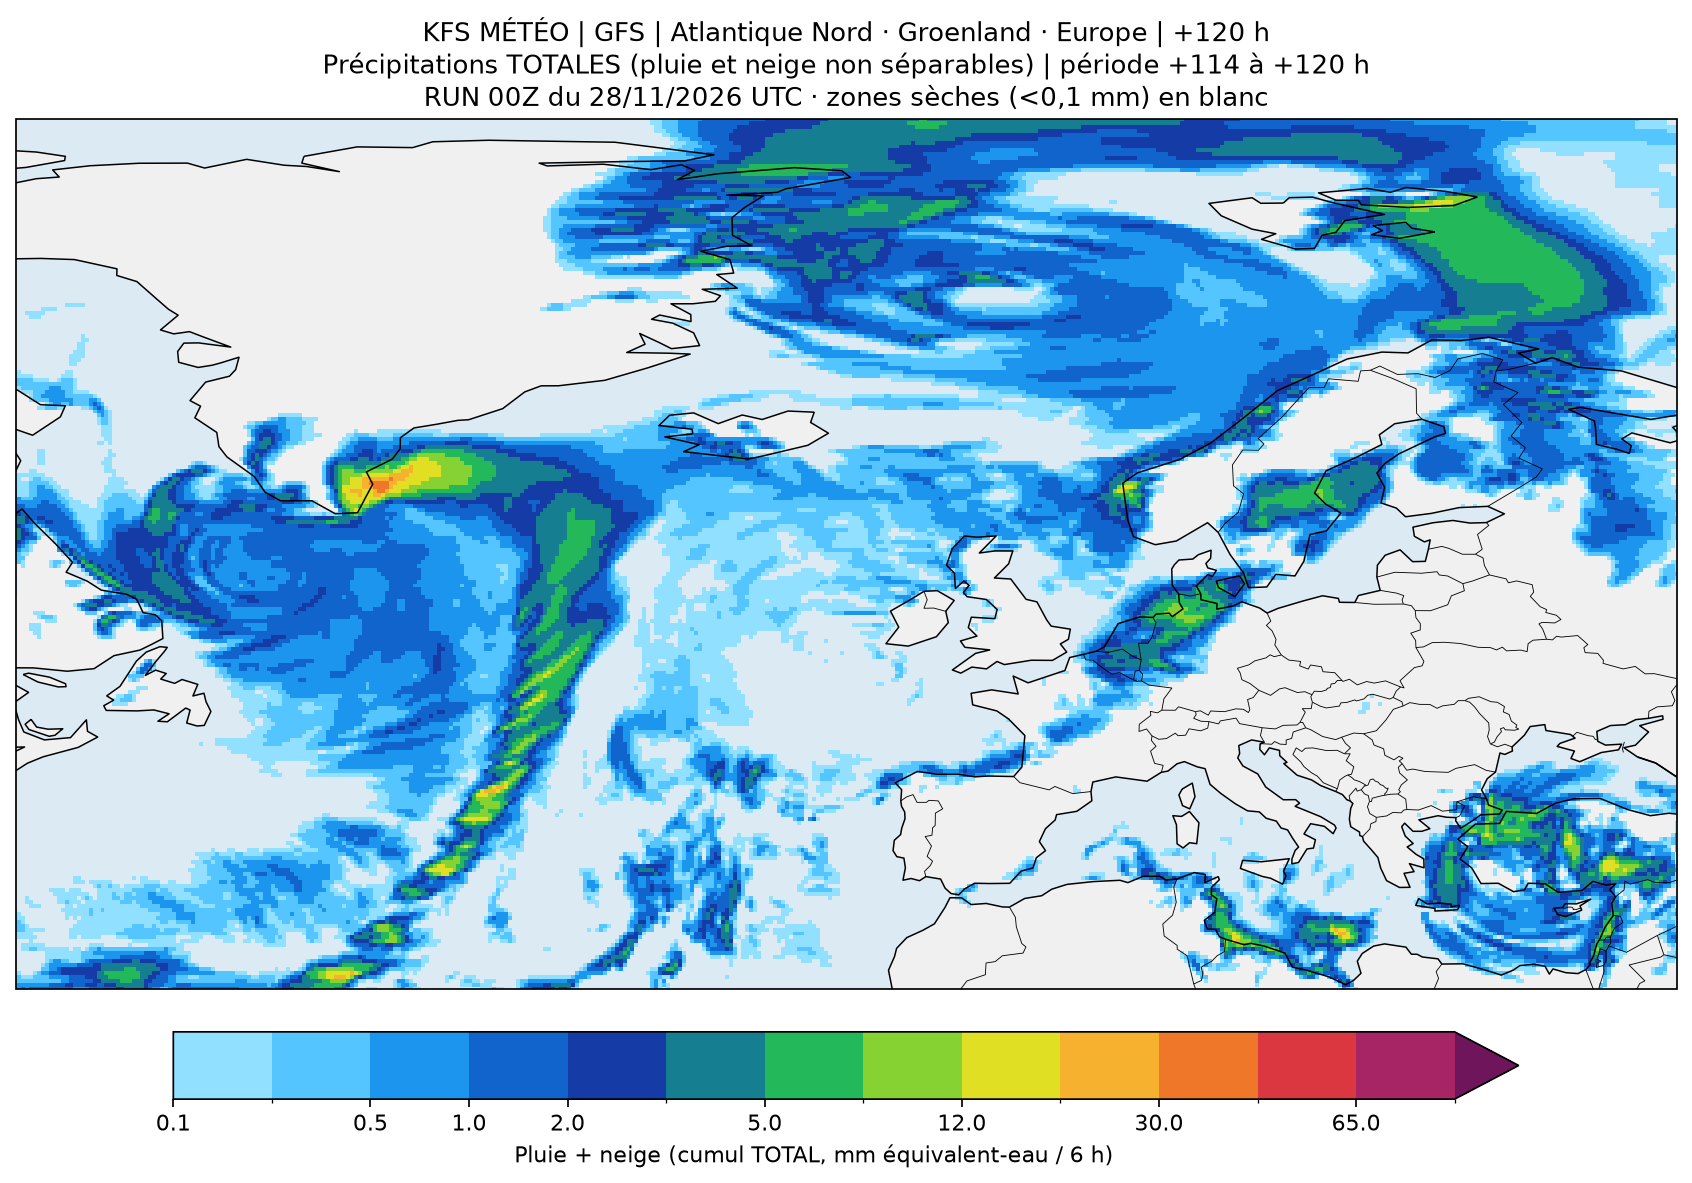 KFS MÉTÉO | GFS | Atlantique Nord · Groenland · Europe | +120 h
Précipitations TOTALES (pluie et neige non séparables) | période +114 à +120 h
RUN 00Z du 28/11/2026 UTC · zones sèches (<0,1 mm) en blanc
0.1 0.5 1.0 2.0 5.0 12.0 30.0 65.0
Pluie + neige (cumul TOTAL, mm équivalent-eau / 6 h)